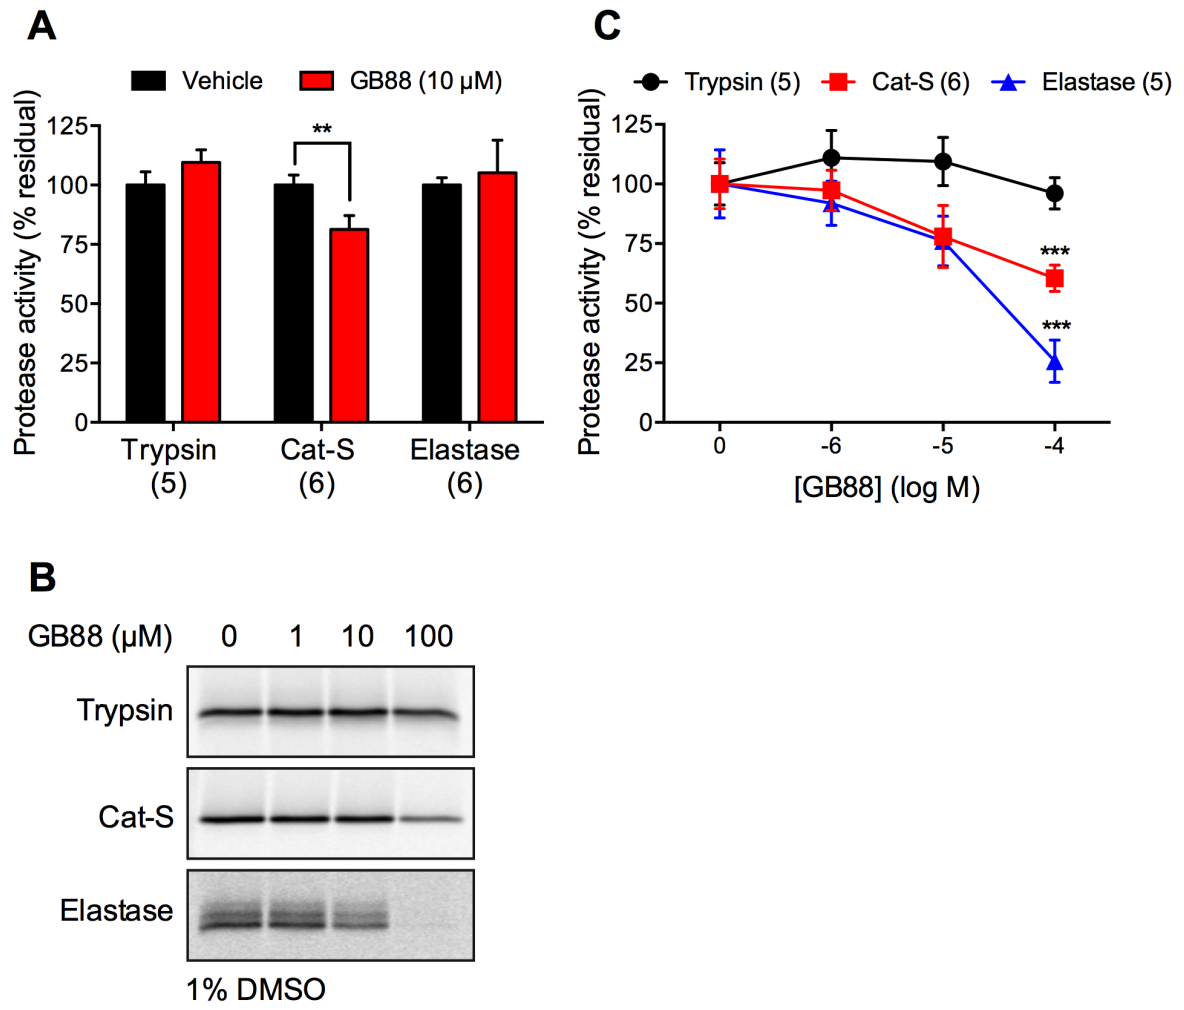 A
Vehicle GB88 (10 µM)
Protease activity (% residual)
125
100
75
50
25
0
**
Trypsin Cat-S Elastase
(5) (6) (6)
C
Trypsin (5) Cat-S (6) Elastase (5)
Protease activity (% residual)
125
100
75
50
25
0
***
***
0 -6 -5 -4
[GB88] (log M)
B
GB88 (µM) 0 1 10 100
Trypsin
Cat-S
Elastase
1% DMSO